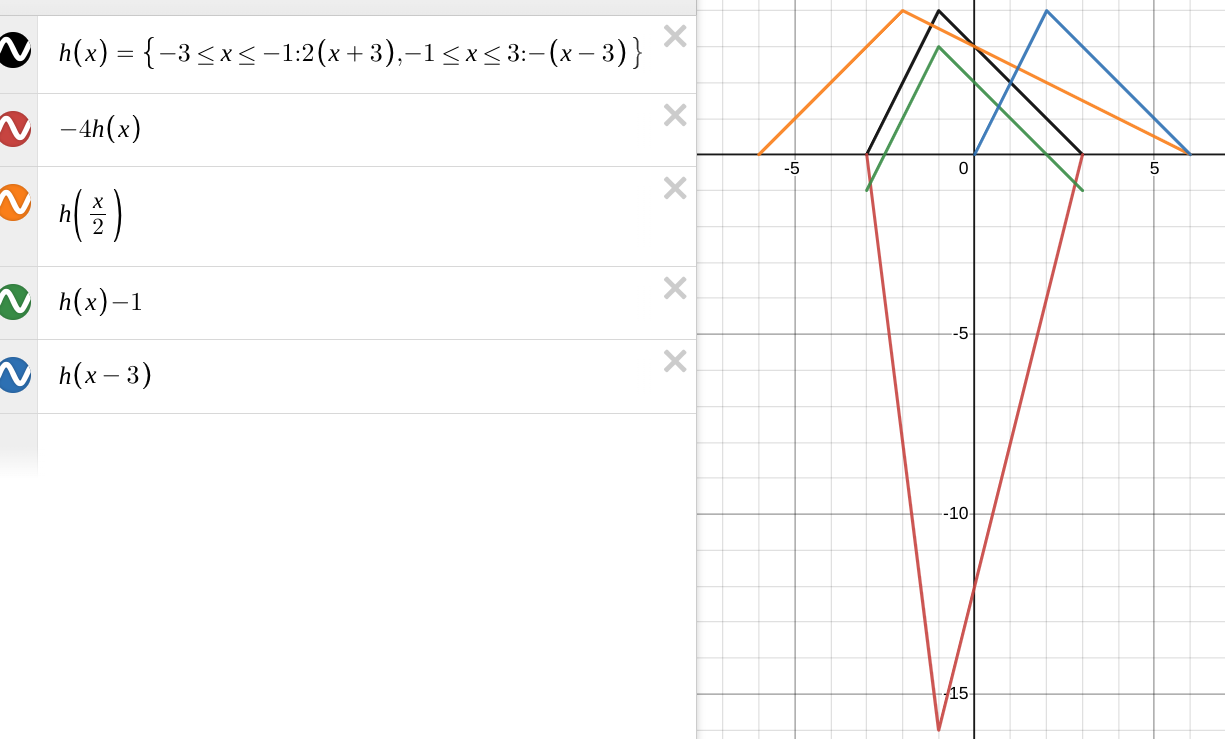 h(x) = {−3 ≤ x ≤ −1:2(x + 3),−1 ≤ x ≤ 3:−(x − 3)}
−4h(x)
h(x/2)
h(x)−1
h(x − 3)
-5 0 5
-5
-10
-15